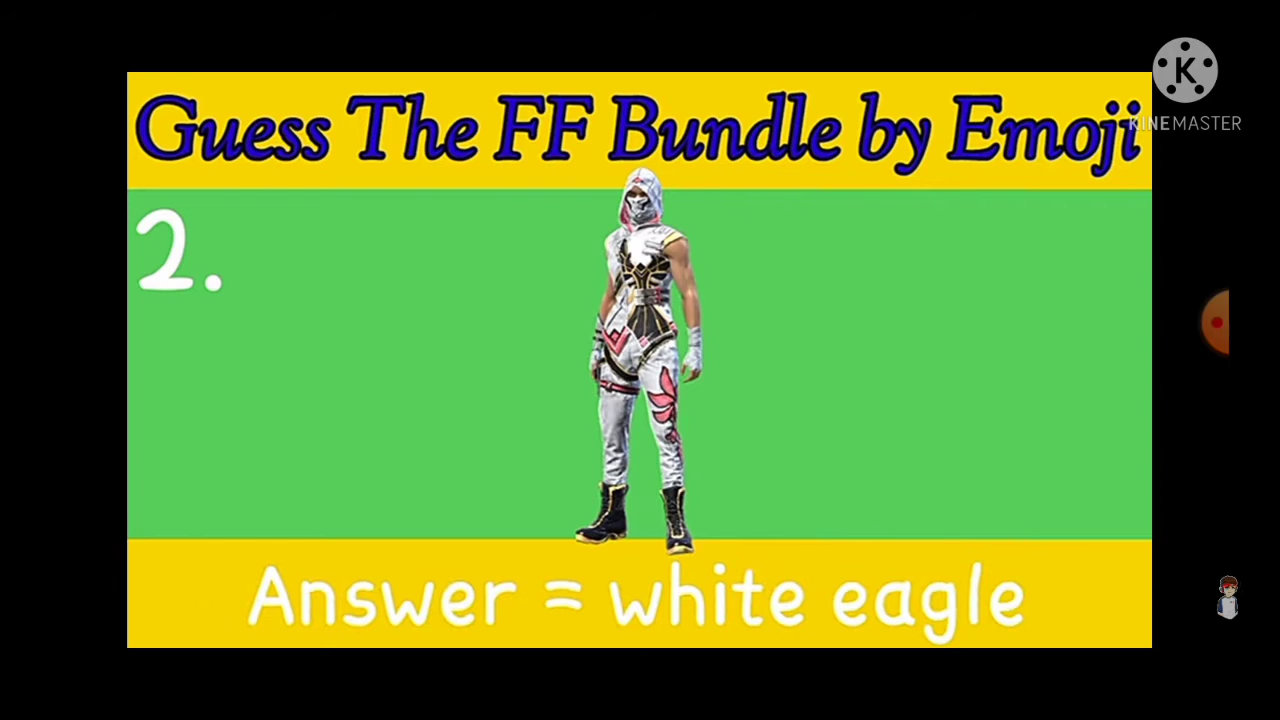 Guess The FF Bundle by Emoji
K
KINEMASTER
2.
Answer = white eagle